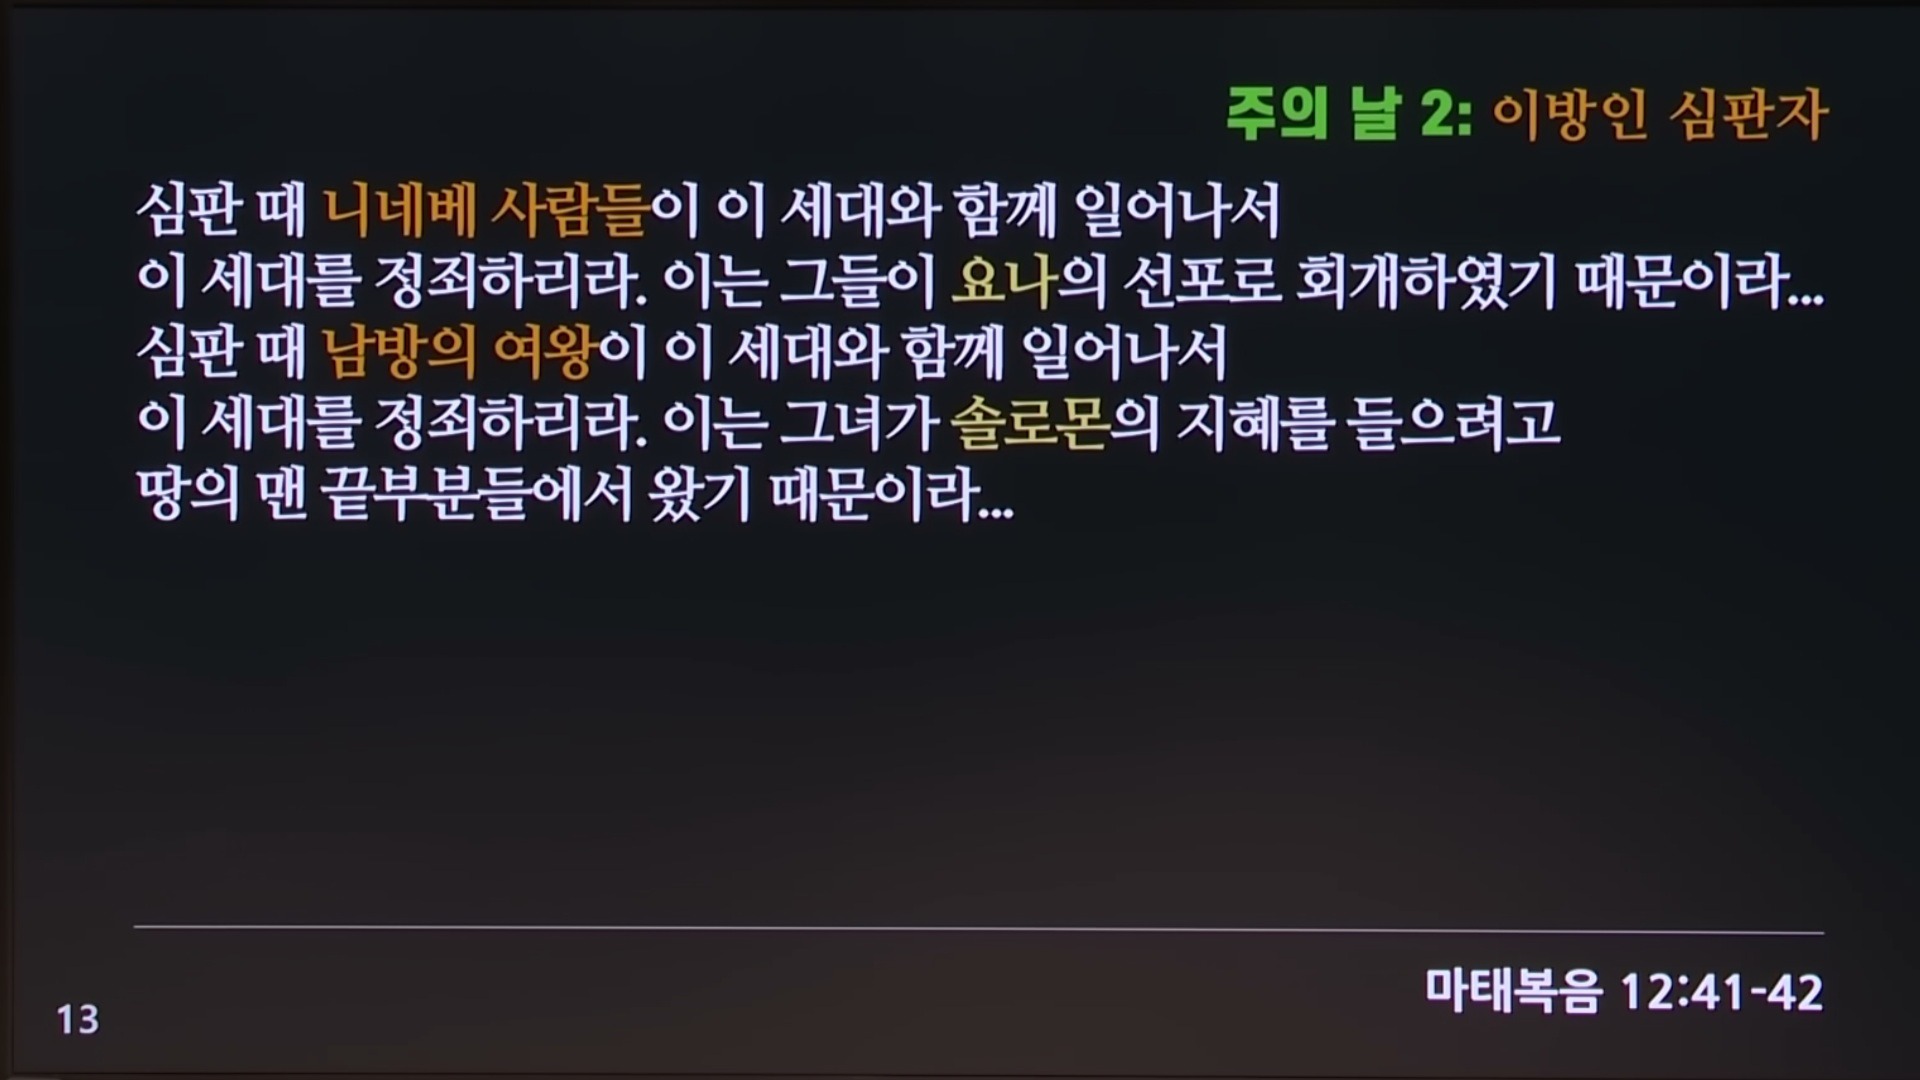 주의 날 2: 이방인 심판자
심판 때 니네베 사람들이 이 세대와 함께 일어나서
이 세대를 정죄하리라. 이는 그들이 요나의 선포로 회개하였기 때문이라...
심판 때 남방의 여왕이 이 세대와 함께 일어나서
이 세대를 정죄하리라. 이는 그녀가 솔로몬의 지혜를 들으려고
땅의 맨 끝부분들에서 왔기 때문이라...
마태복음 12:41-42
13